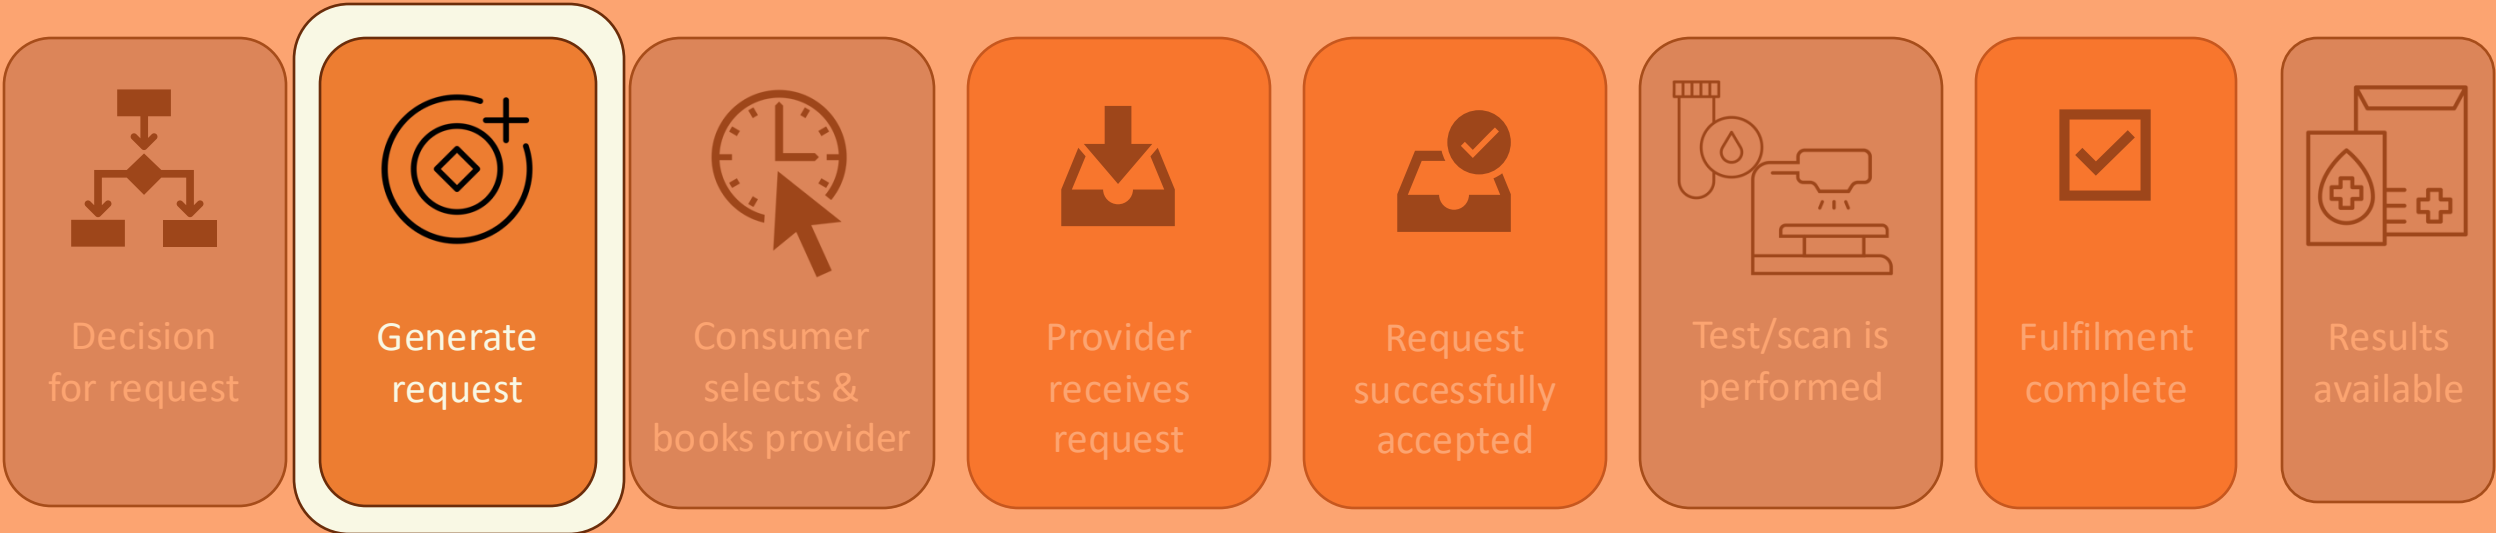 Decision
for request
Generate
request
Consumer
selects &
books provider
Provider
receives
request
Request
successfully
accepted
Test/scan is
performed
Fulfilment
complete
Results
available